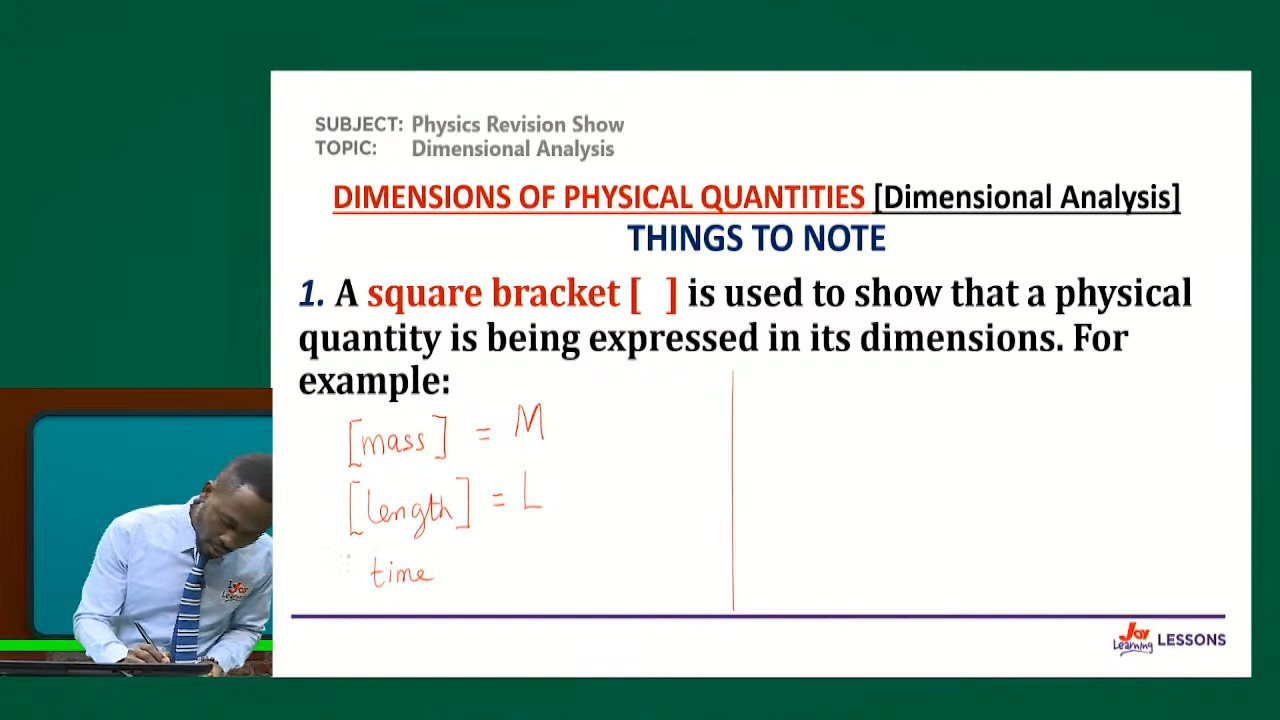 SUBJECT: Physics Revision Show
TOPIC: Dimensional Analysis
DIMENSIONS OF PHYSICAL QUANTITIES [Dimensional Analysis]
THINGS TO NOTE
1. A square bracket [ ] is used to show that a physical
quantity is being expressed in its dimensions. For
example:
[mass] = M
[length] = L
time
Joy
Learning
Joy Learning LESSONS